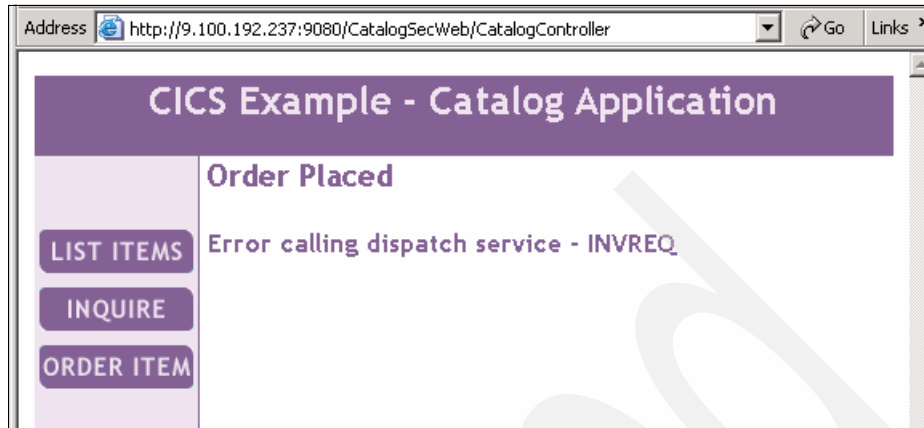 Address http://9.100.192.237:9080/CatalogSecWeb/CatalogController Go Links
CICS Example - Catalog Application
Order Placed
LIST ITEMS
Error calling dispatch service - INVREQ
INQUIRE
ORDER ITEM